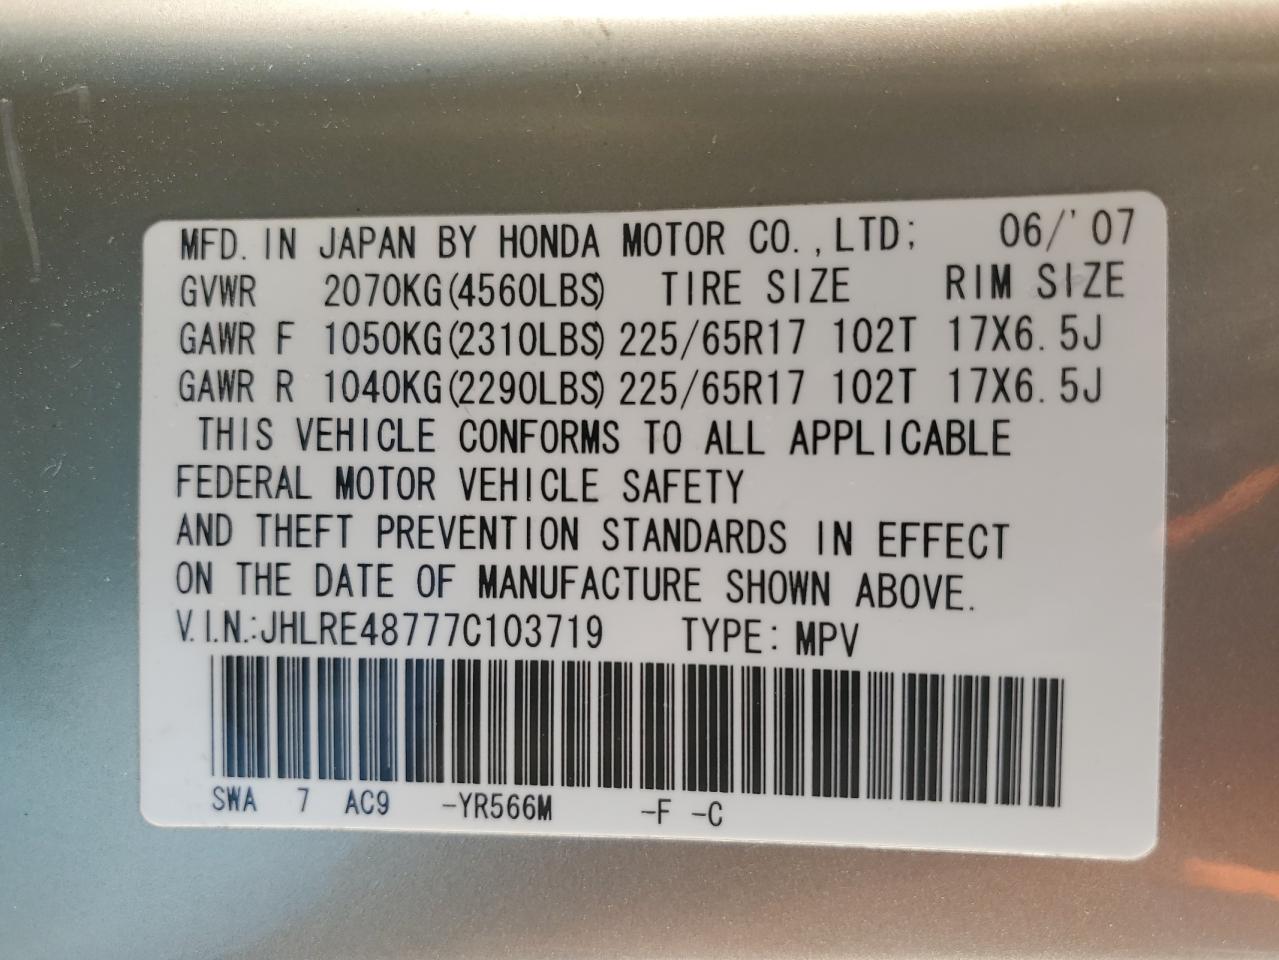 MFD. IN JAPAN BY HONDA MOTOR CO.,LTD; 06/'07
GVWR 2070KG(4560LBS) TIRE SIZE RIM SIZE
GAWR F 1050KG(2310LBS) 225/65R17 102T 17X6.5J
GAWR R 1040KG(2290LBS) 225/65R17 102T 17X6.5J
THIS VEHICLE CONFORMS TO ALL APPLICABLE
FEDERAL MOTOR VEHICLE SAFETY
AND THEFT PREVENTION STANDARDS IN EFFECT
ON THE DATE OF MANUFACTURE SHOWN ABOVE.
V.I.N.:JHLRE48777C103719 TYPE: MPV
SWA 7 AC9 -YR566M -F -C